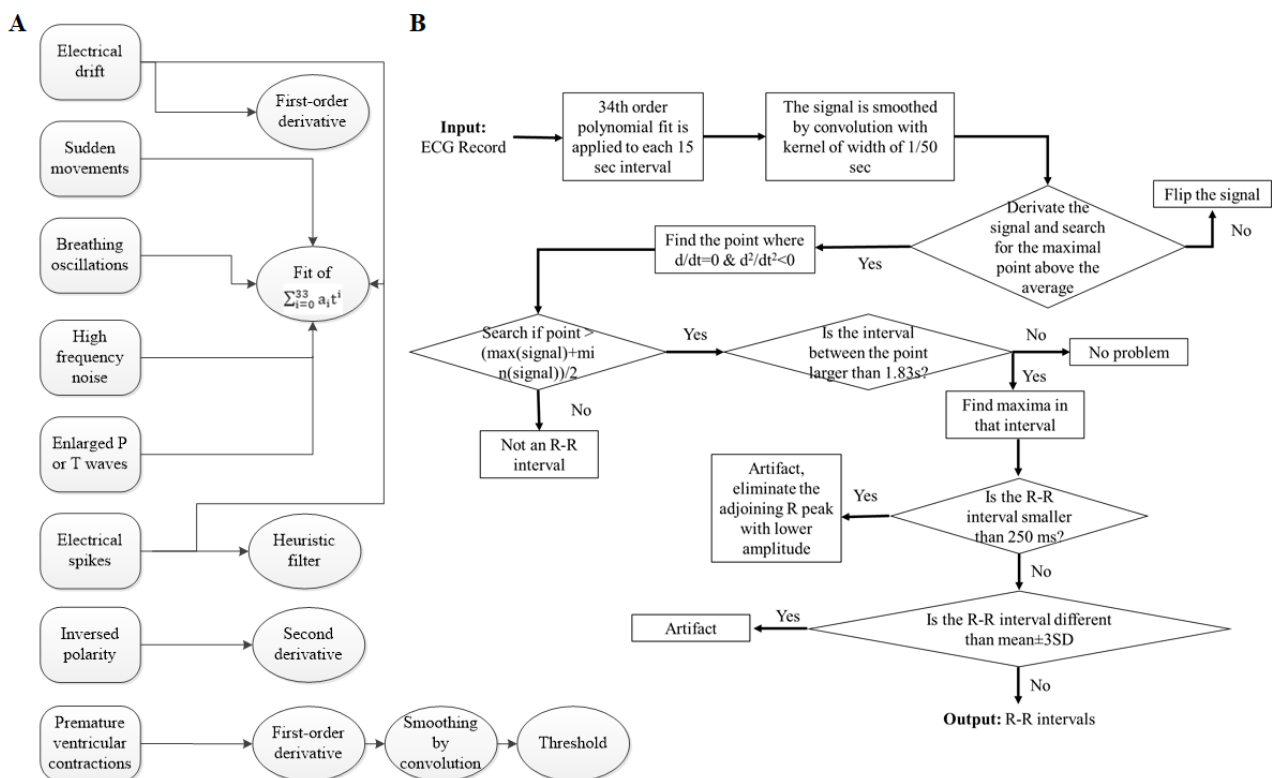 A
Electrical
drift
First-order
derivative
Sudden
movements
Breathing
oscillations
Fit of
∑_{i=0}^{33} a_i t^i
High
frequency
noise
Enlarged P
or T waves
Electrical
spikes
Heuristic
filter
Inversed
polarity
Second
derivative
Premature
ventricular
contractions
First-order
derivative
Smoothing
by
convolution
Threshold
B
Input:
ECG Record
34th order
polynomial fit is
applied to each 15
sec interval
The signal is smoothed
by convolution with
kernel of width of 1/50
sec
Derivate the
signal and search
for the maximal
point above the
average
No
Flip the signal
Yes
Find the point where
d/dt=0 & d²/dt²<0
Search if point >
(max(signal)+mi
n(signal))/2
No
Not an R-R
interval
Yes
Is the interval
between the point
larger than 1.83s?
No
No problem
Yes
Find maxima in
that interval
Is the R-R
interval smaller
than 250 ms?
Yes
Artifact,
eliminate the
adjoining R peak
with lower
amplitude
No
Is the R-R interval different
than mean±3SD
Yes
Artifact
No
Output: R-R intervals